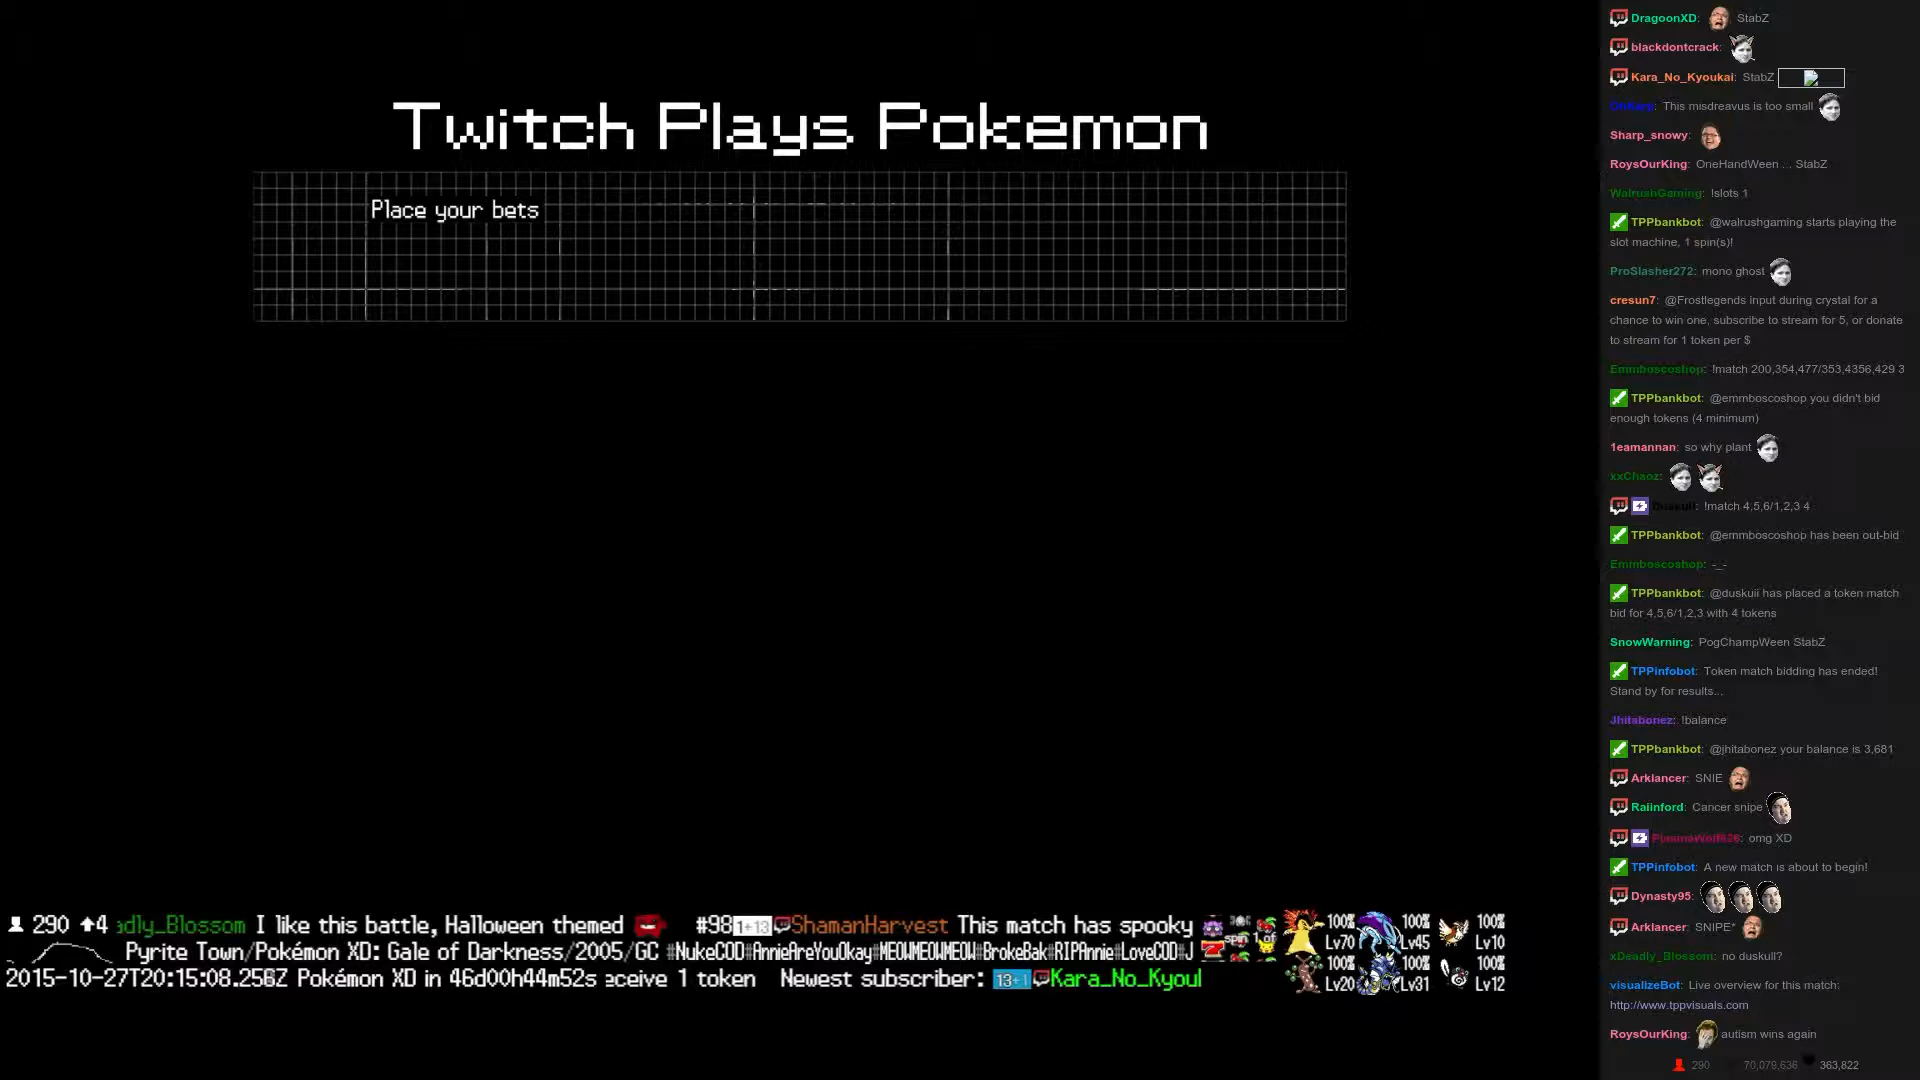 Twitch Plays Pokemon
Place your bets
290 4 adly_Blossom I like this battle, Halloween themed #98 1+13 ShamanHarvest This match has spooky
Pyrite Town/Pokémon XD: Gale of Darkness/2005/GC #NukeCOD#AnnieAreYouOkay#MEOWMEOWMEOW#BrokeBak#RIPAnnie#LoveCOD#J
2015-10-27T20:15:08.256Z Pokémon XD in 46d00h44m52s eceive 1 token Newest subscriber: 13+1 Kara_No_Kyoul
spin 1 of
100% Lv70
100% Lv45
100% Lv10
100% Lv20
100% Lv31
100% Lv12
DragoonXD: StabZ
blackdontcrack:
Kara_No_Kyoukai: StabZ
This misdreavus is too small
Sharp_snowy:
RoysOurKing: OneHandWeen ... StabZ
WalrushGaming: !slots 1
TPPbankbot: @walrushgaming starts playing the
slot machine, 1 spin(s)!
ProSlasher272: mono ghost
cresun7: @Frostlegends input during crystal for a
chance to win one, subscribe to stream for 5, or donate
to stream for 1 token per $
Emmboscoshop: !match 200,354,477/353,4356,429 3
TPPbankbot: @emmboscoshop you didn't bid
enough tokens (4 minimum)
1eamannan: so why plant
xxChaoz:
Duskuii: !match 4,5,6/1,2,3 4
TPPbankbot: @emmboscoshop has been out-bid
Emmboscoshop: -_-
TPPbankbot: @duskuii has placed a token match
bid for 4,5,6/1,2,3 with 4 tokens
SnowWarning: PogChampWeen StabZ
TPPinfobot: Token match bidding has ended!
Stand by for results...
Jhitabonez: !balance
TPPbankbot: @jhitabonez your balance is 3,681
Arklancer: SNIE
Raiinford: Cancer snipe
PlasmaWolf626: omg XD
TPPinfobot: A new match is about to begin!
Dynasty95:
Arklancer: SNIPE*
xDeadly_Blossom: no duskull?
visualizeBot: Live overview for this match:
http://www.tppvisuals.com
RoysOurKing: autism wins again
290 70,079,636 363,822